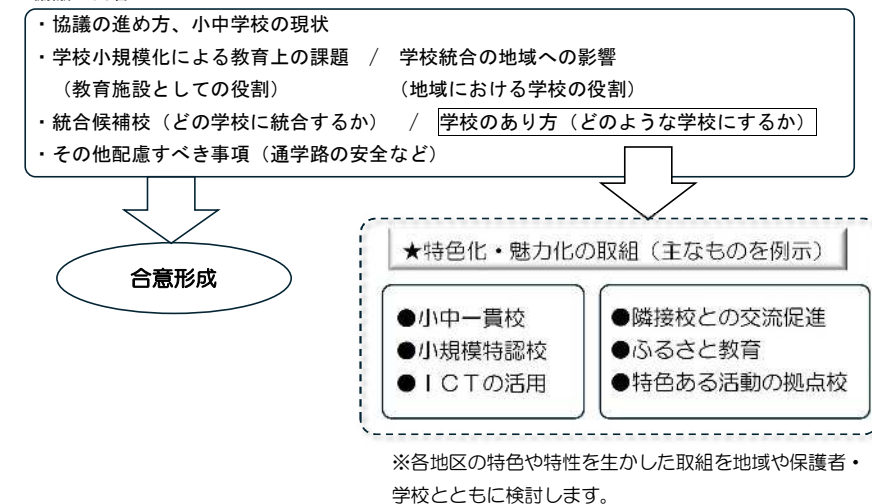 ・協議の進め方、小中学校の現状
・学校小規模化による教育上の課題 / 学校統合の地域への影響
(教育施設としての役割) (地域における学校の役割)
・統合候補校(どの学校に統合するか) / 学校のあり方(どのような学校にするか)
・その他配慮すべき事項(通学路の安全など)
合意形成
★特色化・魅力化の取組(主なものを例示)
●小中一貫校
●小規模特認校
●ICTの活用
●隣接校との交流促進
●ふるさと教育
●特色ある活動の拠点校
※各地区の特色や特性を生かした取組を地域や保護者・
学校とともに検討します。